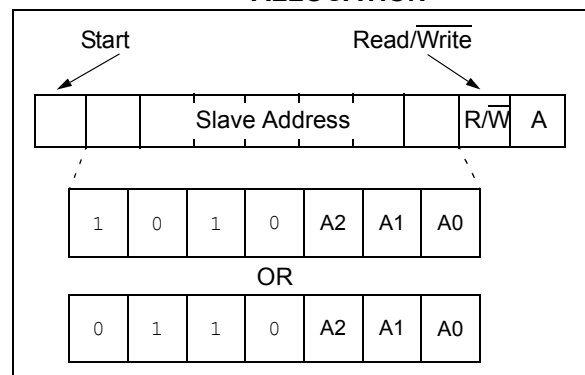 Start Read/Write
Slave Address R/W A
1 0 1 0 A2 A1 A0
OR
0 1 1 0 A2 A1 A0